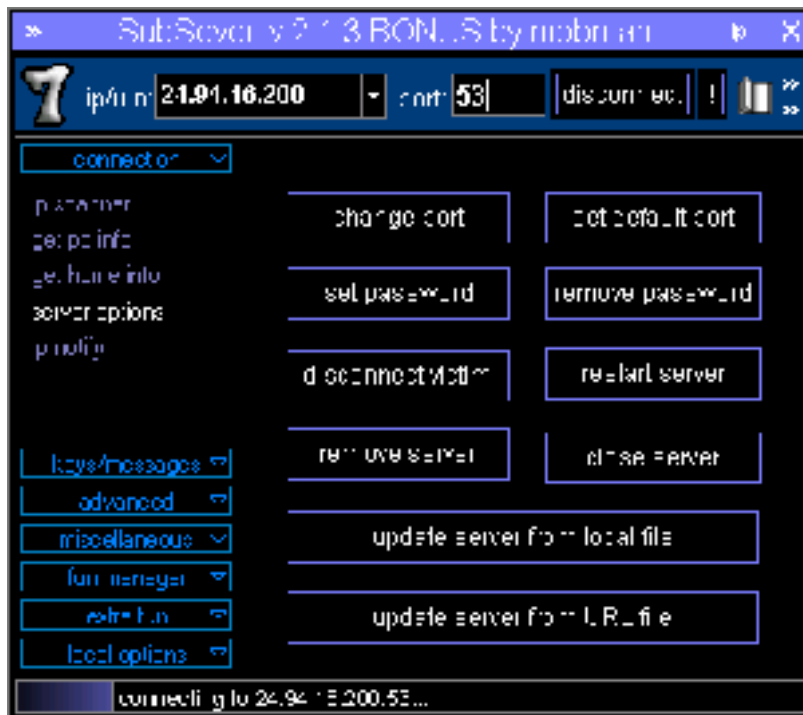 SubSeven v 2.1.3 BONUS by mobman
ip/uin: 24.94.16.200 port: 53 disconnect !
connection
ip scanner
get pc info
get home info
server options
ip notify
change port set default port
set password remove password
disconnect victim restart server
remove server close server
update server from local file
update server from URL file
keys/messages
advanced
miscellaneous
fun manager
extra fun
local options
connecting to 24.94.16.200:53...